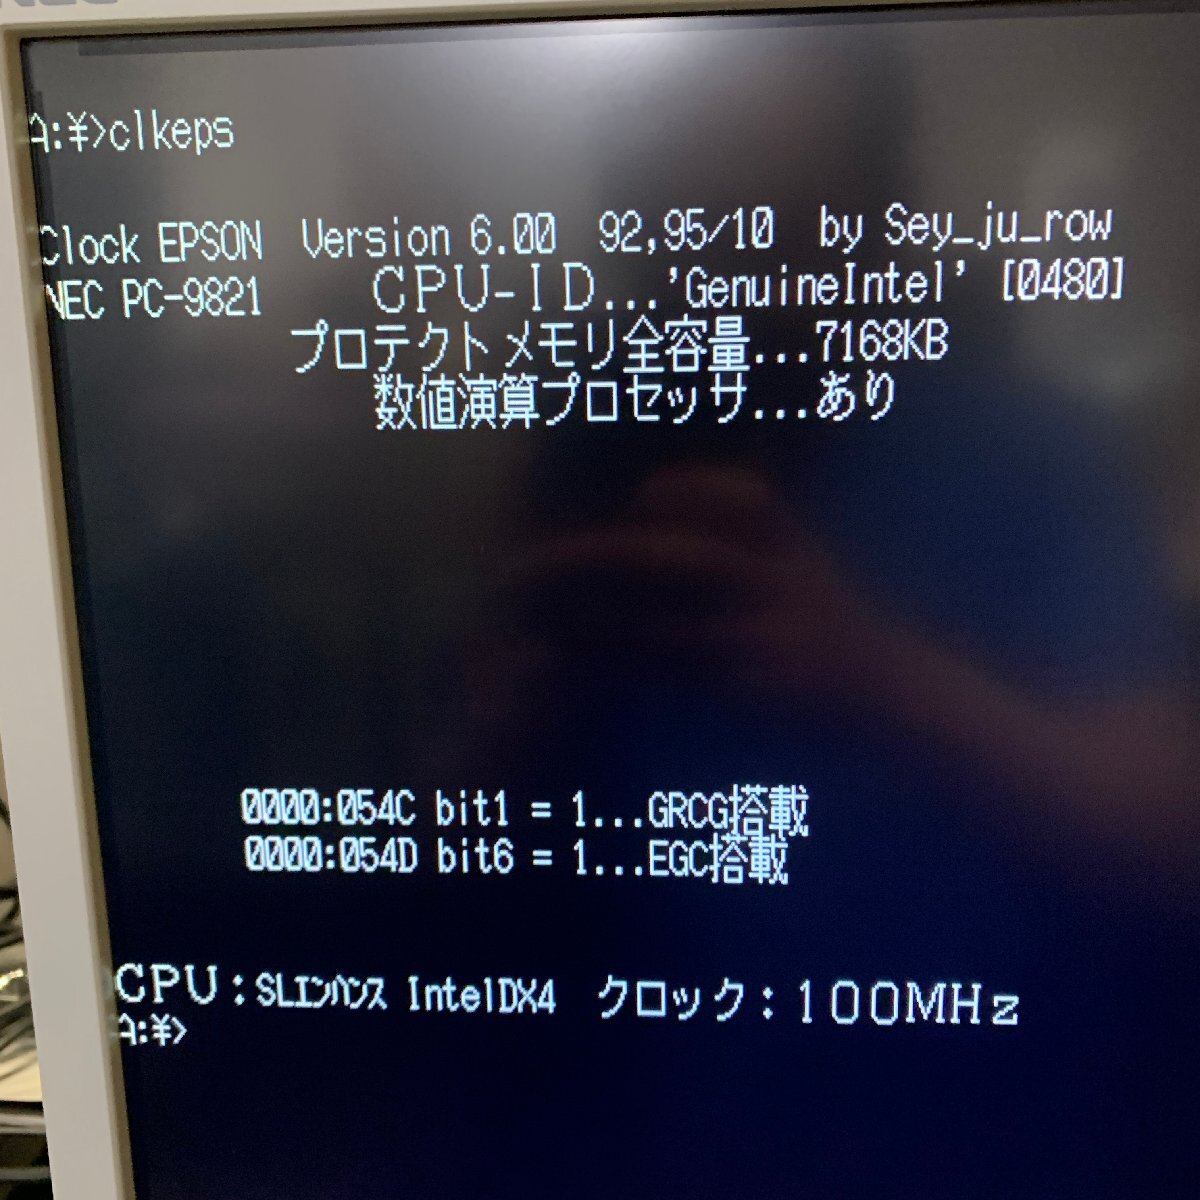 NEC
A:¥>clkeps
Clock EPSON Version 6.00 92,95/10 by Sey_ju_row
NEC PC-9821 CPU-ID...'GenuineIntel' [0480]
プロテクトメモリ全容量...7168KB
数値演算プロセッサ...あり
0000:054C bit1 = 1...GRCG搭載
0000:054D bit6 = 1...EGC搭載
CPU:SLエンハンス IntelDX4 クロック:100MHz
A:¥>